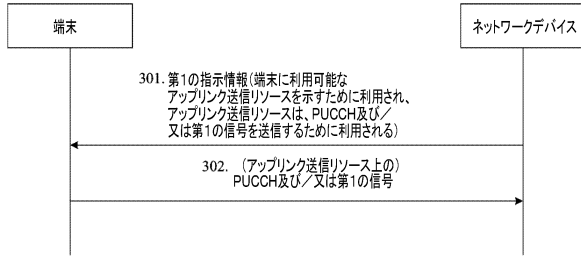 端末
ネットワークデバイス
301. 第1の指示情報(端末に利用可能な
アップリンク送信リソースを示すために利用され、
アップリンク送信リソースは、PUCCH及び／
又は第1の信号を送信するために利用される)
302. (アップリンク送信リソース上の)
PUCCH及び／又は第1の信号